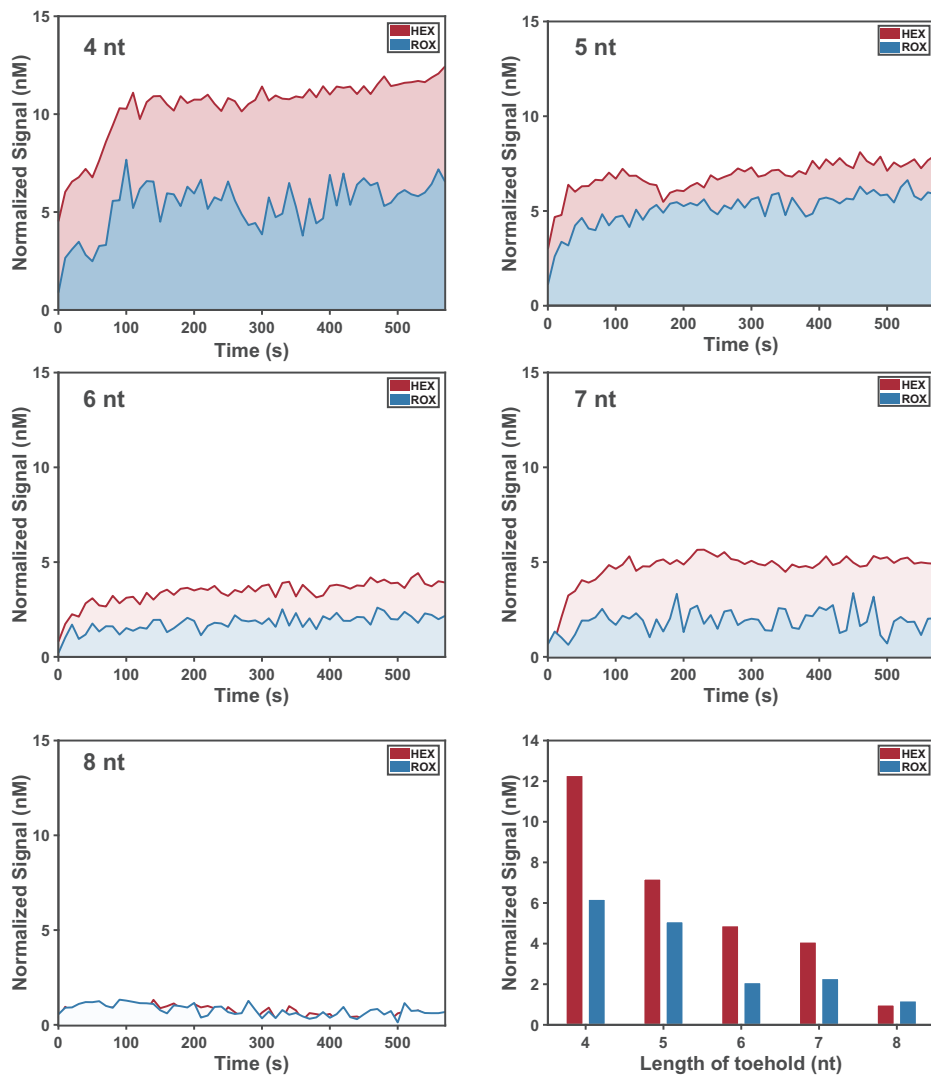 4 nt
HEX
ROX
Normalized Signal (nM)
15
10
5
0
0 100 200 300 400 500
Time (s)
5 nt
HEX
ROX
Normalized Signal (nM)
15
10
5
0
0 100 200 300 400 500
Time (s)
6 nt
HEX
ROX
Normalized Signal (nM)
15
10
5
0
0 100 200 300 400 500
Time (s)
7 nt
HEX
ROX
Normalized Signal (nM)
15
10
5
0
0 100 200 300 400 500
Time (s)
8 nt
HEX
ROX
Normalized Signal (nM)
15
10
5
0
0 100 200 300 400 500
Time (s)
HEX
ROX
Normalized Signal (nM)
14
12
10
8
6
4
2
0
4 5 6 7 8
Length of toehold (nt)